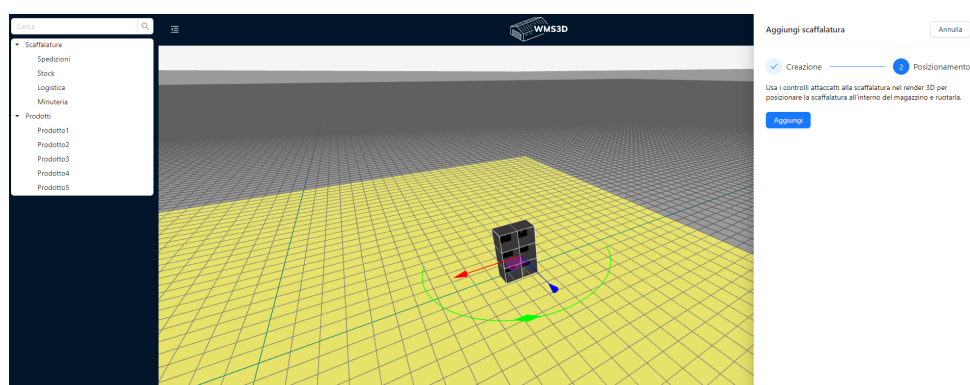 Cerca
Scaffalature
Spedizioni
Stock
Logistica
Minuteria
Prodotti
Prodotto1
Prodotto2
Prodotto3
Prodotto4
Prodotto5
WMS3D
Aggiungi scaffalatura
Annulla
Creazione
2 Posizionamento
Usa i controlli attaccatti alla scaffalatura nel render 3D per
posizionare la scaffalatura all'interno del magazzino e ruotarla.
Aggiungi